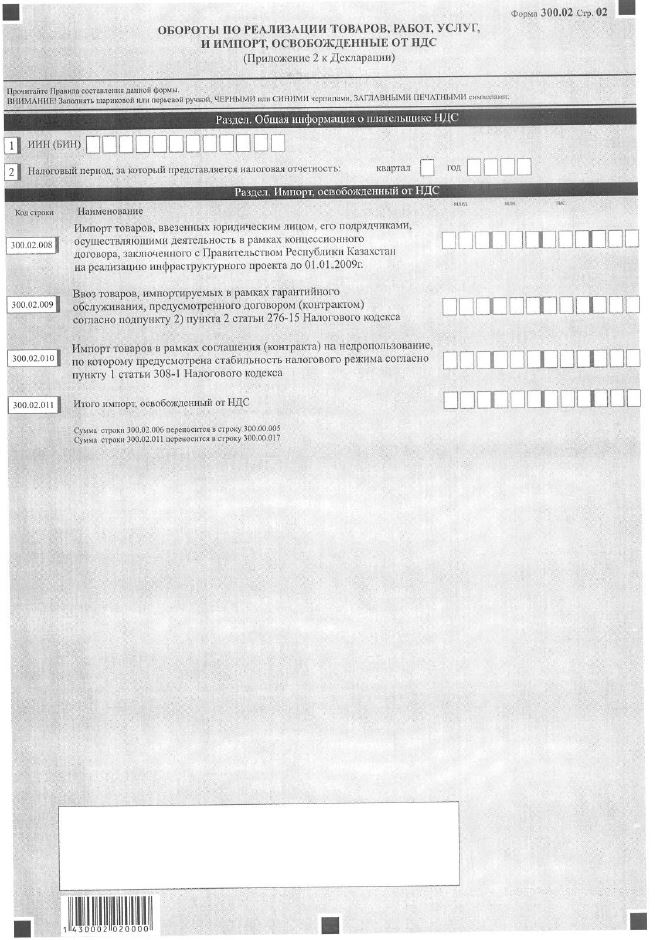 Форма 300.02 Стр. 02
ОБОРОТЫ ПО РЕАЛИЗАЦИИ ТОВАРОВ, РАБОТ, УСЛУГ,
И ИМПОРТ, ОСВОБОЖДЕННЫЕ ОТ НДС
(Приложение 2 к Декларации)
Прочитайте Правила составления данной формы.
ВНИМАНИЕ! Заполнять шариковой или перьевой ручкой, ЧЕРНЫМИ или СИНИМИ чернилами, ЗАГЛАВНЫМИ ПЕЧАТНЫМИ символами.
Раздел. Общая информация о плательщике НДС
1 ИИН (БИН)
2 Налоговый период, за который представляется налоговая отчетность: квартал год
Раздел. Импорт, освобожденный от НДС
Код строки Наименование млрд. млн. тыс.
300.02.008 Импорт товаров, ввезенных юридическим лицом, его подрядчиками,
осуществляющими деятельность в рамках концессионного
договора, заключенного с Правительством Республики Казахстан
на реализацию инфраструктурного проекта до 01.01.2009г.
300.02.009 Ввоз товаров, импортируемых в рамках гарантийного
обслуживания, предусмотренного договором (контрактом)
согласно подпункту 2) пункта 2 статьи 276-15 Налогового кодекса
300.02.010 Импорт товаров в рамках соглашения (контракта) на недропользование,
по которому предусмотрена стабильность налогового режима согласно
пункту 1 статьи 308-1 Налогового кодекса
300.02.011 Итого импорт, освобожденный от НДС
Сумма строки 300.02.006 переносится в строку 300.00.005
Сумма строки 300.02.011 переносится в строку 300.00.017
1 430002 020000